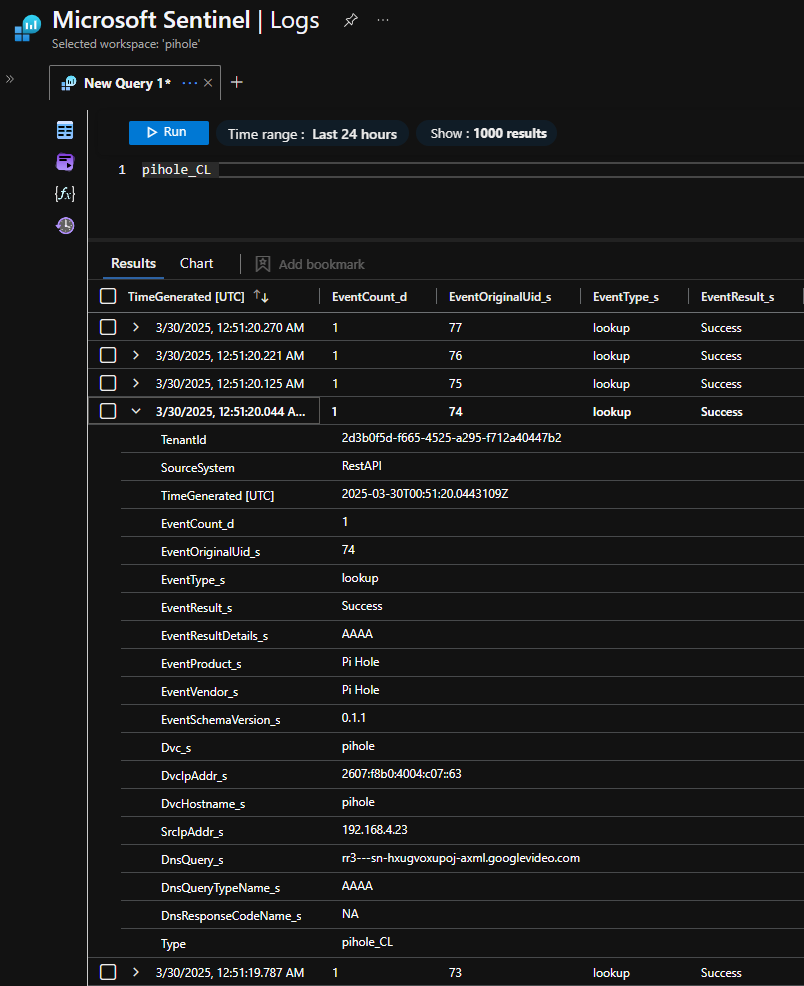 Microsoft Sentinel | Logs
Selected workspace: 'pihole'
New Query 1*
Run Time range : Last 24 hours Show : 1000 results
1 pihole_CL
{fx}
Results Chart Add bookmark
TimeGenerated [UTC] EventCount_d EventOriginalUid_s EventType_s EventResult_s
3/30/2025, 12:51:20.270 AM 1 77 lookup Success
3/30/2025, 12:51:20.221 AM 1 76 lookup Success
3/30/2025, 12:51:20.125 AM 1 75 lookup Success
3/30/2025, 12:51:20.044 A... 1 74 lookup Success
TenantId 2d3b0f5d-f665-4525-a295-f712a40447b2
SourceSystem RestAPI
TimeGenerated [UTC] 2025-03-30T00:51:20.0443109Z
EventCount_d 1
EventOriginalUid_s 74
EventType_s lookup
EventResult_s Success
EventResultDetails_s AAAA
EventProduct_s Pi Hole
EventVendor_s Pi Hole
EventSchemaVersion_s 0.1.1
Dvc_s pihole
DvcIpAddr_s 2607:f8b0:4004:c07::63
DvcHostname_s pihole
SrcIpAddr_s 192.168.4.23
DnsQuery_s rr3---sn-hxugvoxupoj-axml.googlevideo.com
DnsQueryTypeName_s AAAA
DnsResponseCodeName_s NA
Type pihole_CL
3/30/2025, 12:51:19.787 AM 1 73 lookup Success